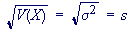 √V(X) = √σ² = s